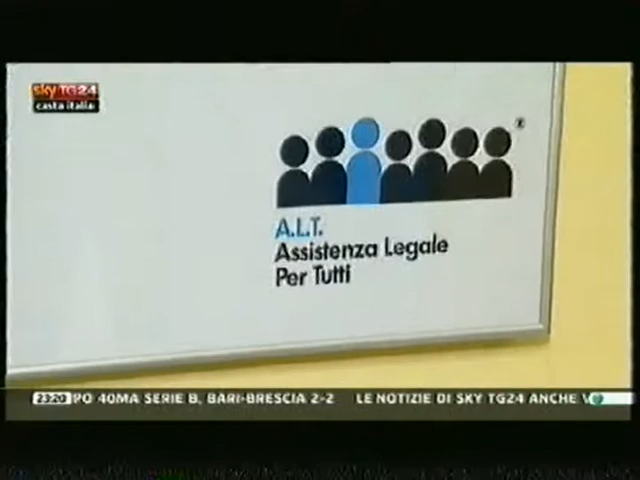 sky TG24
casta italia
®
A.L.T.
Assistenza Legale
Per Tutti
23:20 PO 40MA SERIE B. BARI-BRESCIA 2-2 LE NOTIZIE DI SKY TG24 ANCHE